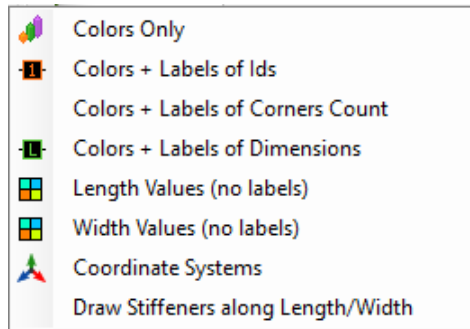 Colors Only
1 Colors + Labels of Ids
Colors + Labels of Corners Count
L Colors + Labels of Dimensions
Length Values (no labels)
Width Values (no labels)
Coordinate Systems
Draw Stiffeners along Length/Width